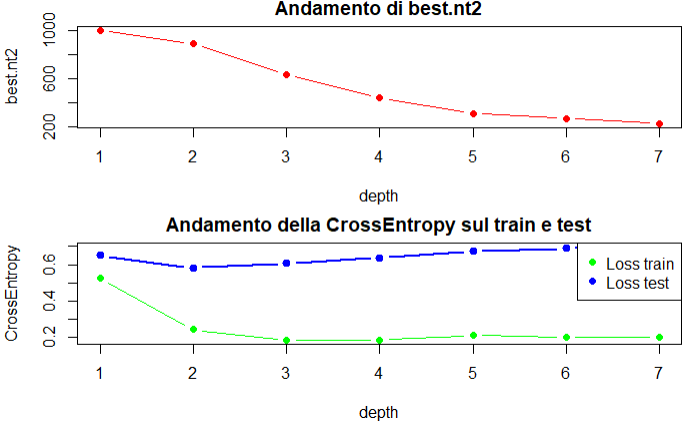 Andamento di best.nt2
best.nt2
1000
600
200
1 2 3 4 5 6 7
depth
Andamento della CrossEntropy sul train e test
CrossEntropy
0.6
0.4
0.2
Loss train
Loss test
1 2 3 4 5 6 7
depth